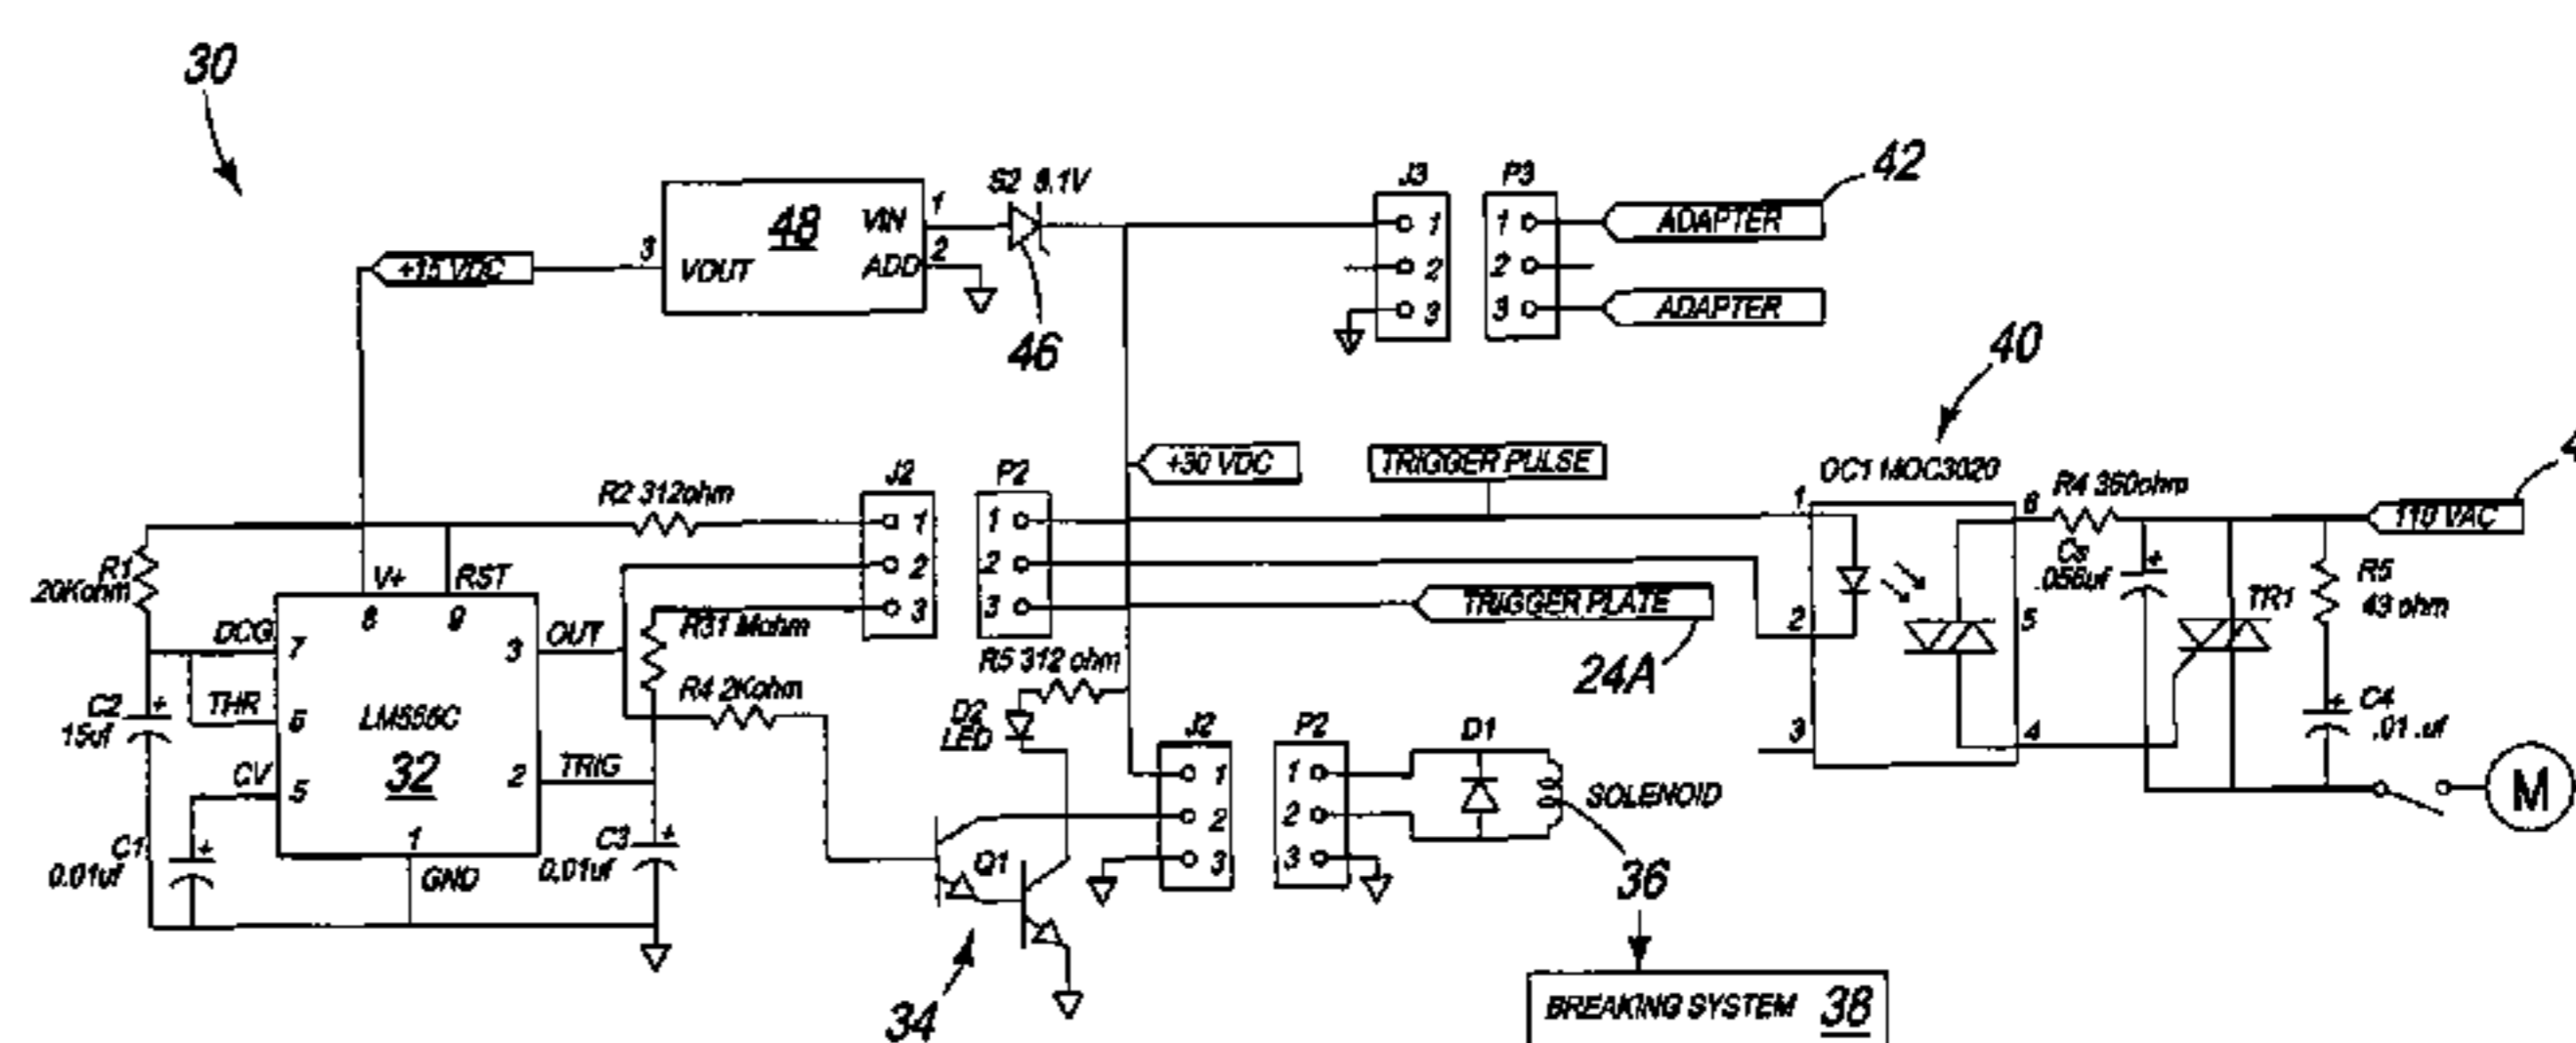 30
42
J3
P3
S2 8.1V
48
VIN
1
1
1
ADAPTER
3
VOUT
ADD
2
2
2
+15 VDC
3
3
ADAPTER
46
40
J2
P2
+30 VDC
TRIGGER PULSE
OC1 MOC3020
R2 312ohm
1
6
R4 360ohm
110 VAC
1
1
R1
20Kohm
V+
RST
2
2
Cs
.056uf
R5
43 ohm
8
9
3
3
TRIGGER PLATE
TR1
DCG
7
3
OUT
R31 Mohm
2
5
R5 312 ohm
24A
THR
6
LM555C
R4 2Kohm
C2
15uf
D2
LED
J2
P2
D1
3
4
C4
.01 .uf
CV
5
32
2
TRIG
1
1
SOLENOID
M
2
2
C1
0.01uf
1
GND
C3
0.01uf
Q1
3
3
36
34
BREAKING SYSTEM 38